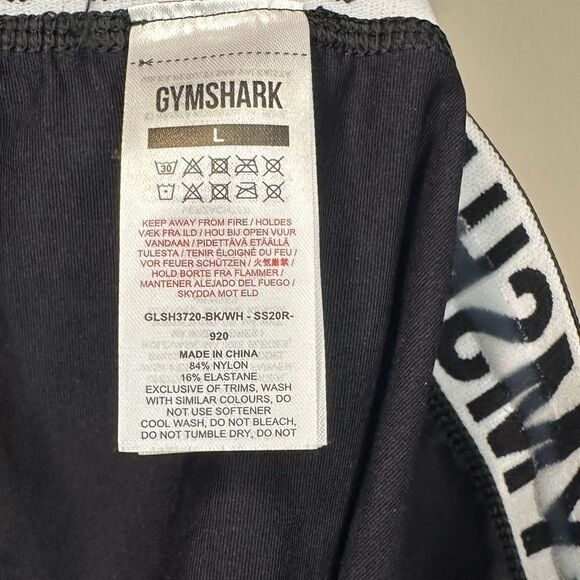 GYMSHARK
L
30
KEEP AWAY FROM FIRE / HOLDES
VÆK FRA ILD / HOU BIJ VUUR
VANDAAN / PIDETTÄVÄ ETÄÄLLÄ
TULESTA / TENIR ÉLOIGNÉ DU FEU /
VOR FEUER SCHÜTZEN / 火気厳禁 /
HOLD BORTE FRA FLAMMER /
MANTENER ALEJADO DEL FUEGO /
SKYDDA MOT ELD
GLSH3720-BK/WH - SS20R-
920
MADE IN CHINA
84% NYLON
16% ELASTANE
EXCLUSIVE OF TRIMS, WASH
WITH SIMILAR COLOURS, DO
NOT USE SOFTENER
COOL WASH, DO NOT BLEACH,
DO NOT TUMBLE DRY, DO NOT